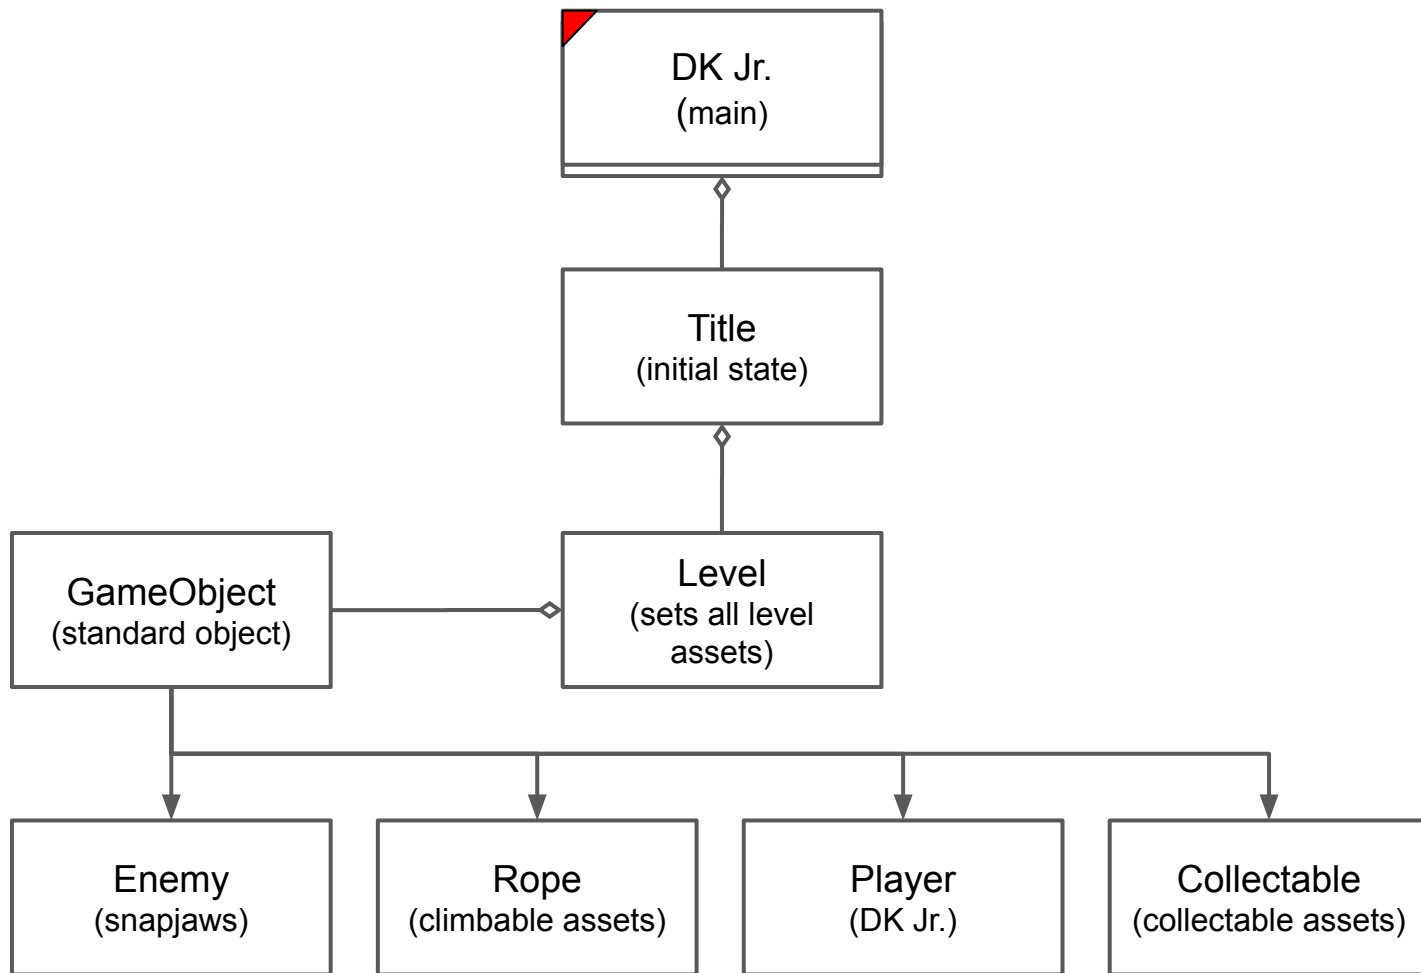 DK Jr.
(main)
Title
(initial state)
GameObject
(standard object)
Level
(sets all level
assets)
Enemy
(snapjaws)
Rope
(climbable assets)
Player
(DK Jr.)
Collectable
(collectable assets)